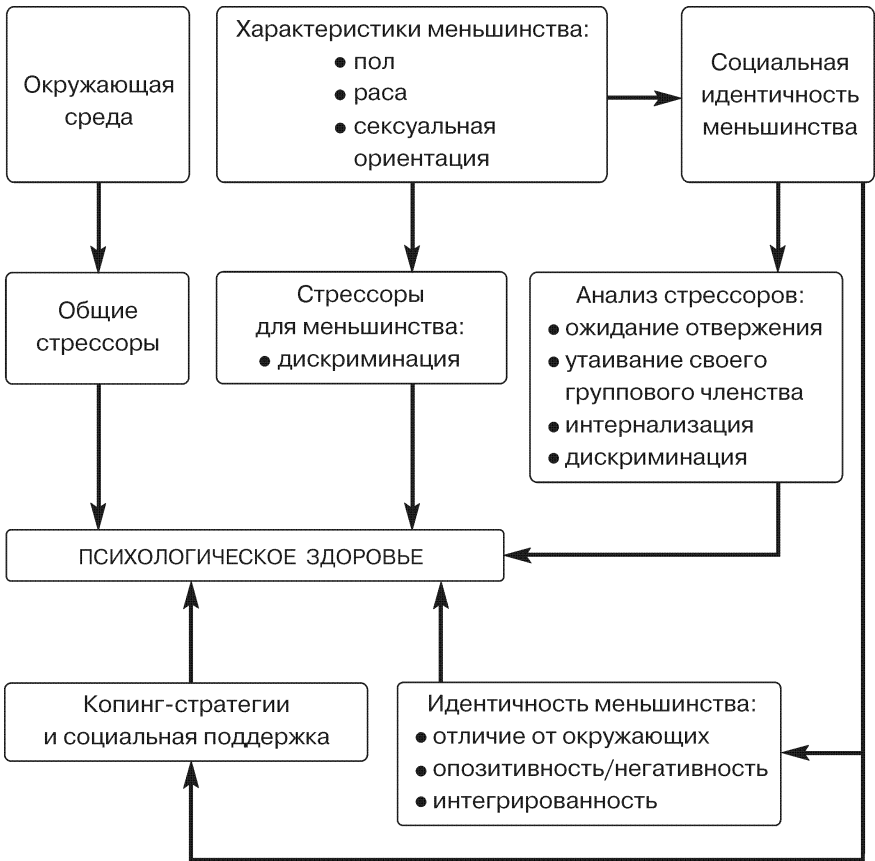 Окружающая
среда
Характеристики меньшинства:
● пол
● раса
● сексуальная
ориентация
Социальная
идентичность
меньшинства
Общие
стрессоры
Стрессоры
для меньшинства:
● дискриминация
Анализ стрессоров:
● ожидание отвержения
● утаивание своего
группового членства
● интернализация
● дискриминация
ПСИХОЛОГИЧЕСКОЕ ЗДОРОВЬЕ
Копинг-стратегии
и социальная поддержка
Идентичность меньшинства:
● отличие от окружающих
● опозитивность/негативность
● интегрированность